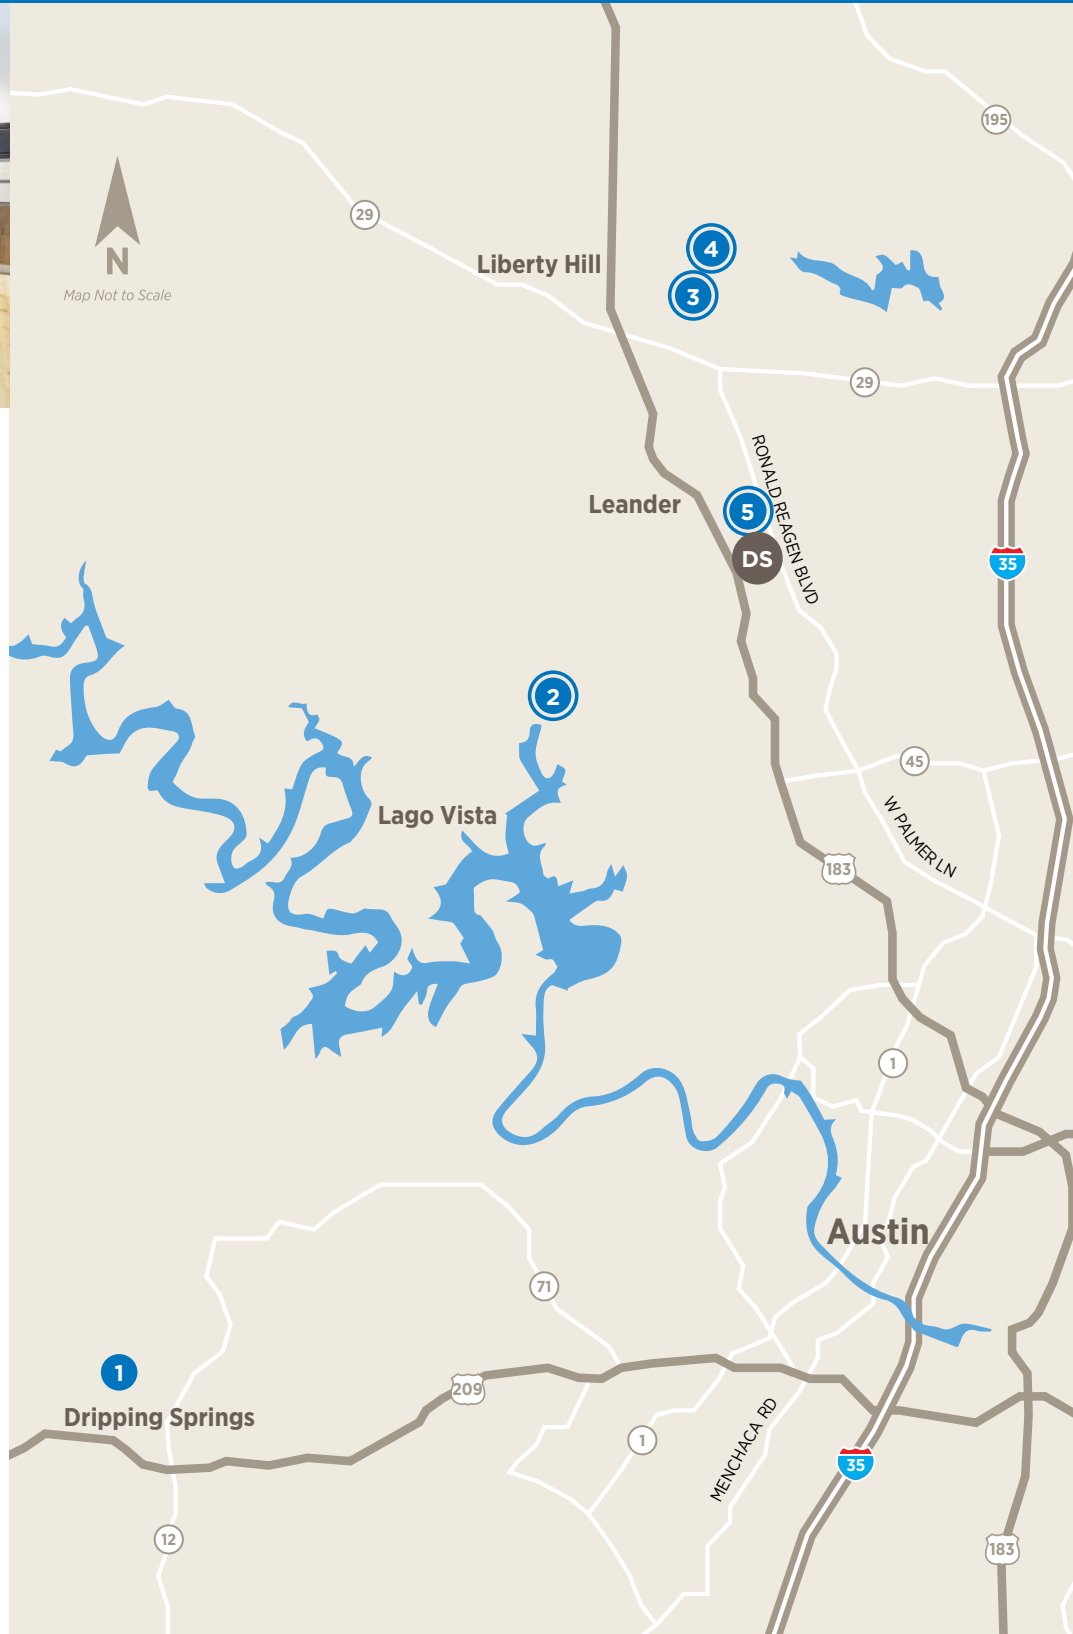 195
29
4
Liberty Hill
3
N
Map Not to Scale
29
RONALD REAGEN BLVD
Leander
5
DS
35
2
45
Lago Vista
W PALMER LN
183
1
Austin
71
1
209
Dripping Springs
MENCHACA RD
1
35
12
183